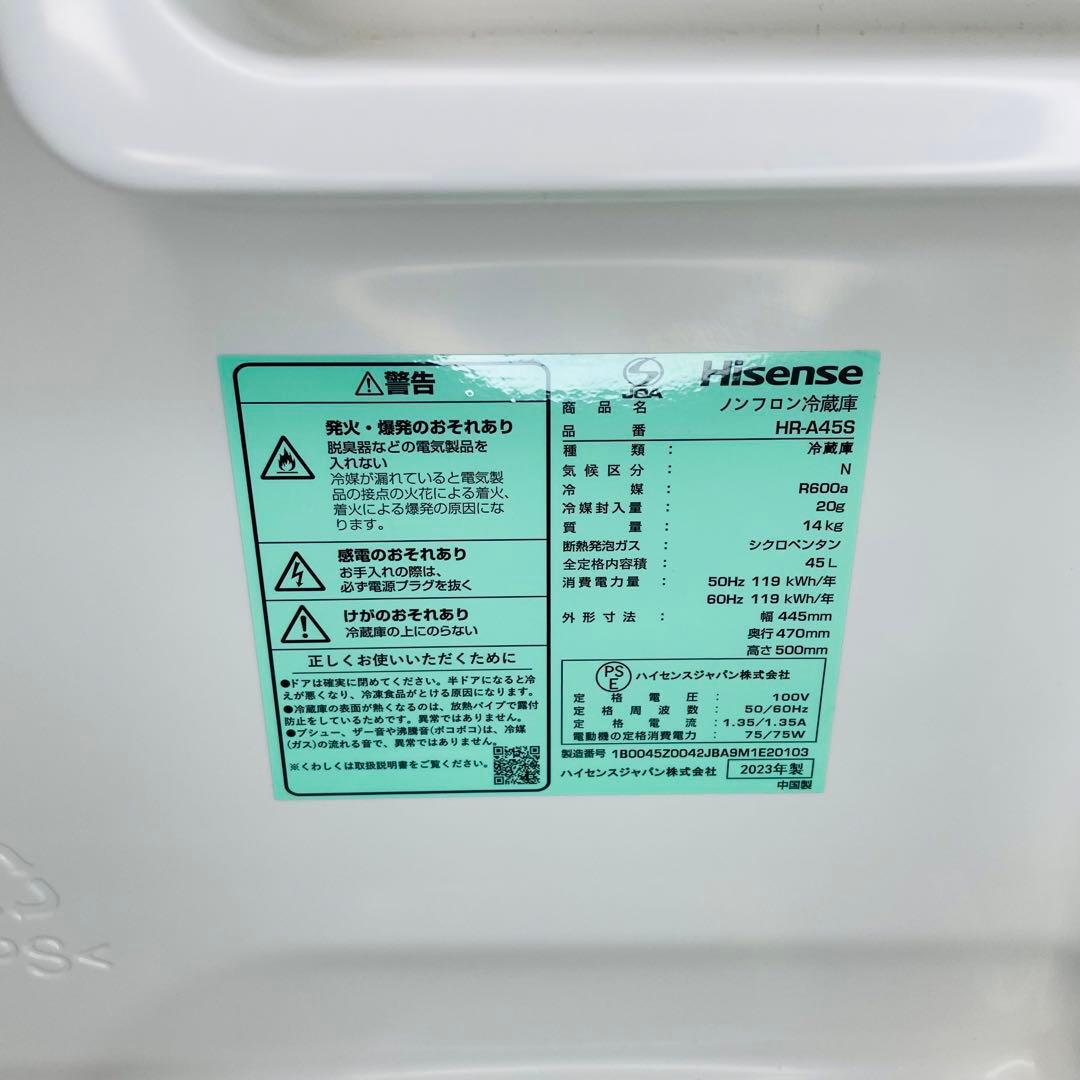 ⚠警告
発火・爆発のおそれあり
脱臭器などの電気製品を
入れない
冷媒が漏れていると電気製
品の接点の火花による着火、
着火による爆発の原因にな
ります。
感電のおそれあり
お手入れの際は、
必ず電源プラグを抜く
けがのおそれあり
冷蔵庫の上にのらない
正しくお使いいただくために
●ドアは確実に閉めてください。半ドアになると冷
えが悪くなり、冷凍食品がとける原因になります。
●冷蔵庫の表面が熱くなるのは、放熱パイプで露付
防止をしているためです。異常ではありません。
●プシュー、ザー音や沸騰音(ポコポコ)は、冷媒
(ガス)の流れる音で、異常ではありません。
※くわしくは取扱説明書をご覧ください。
JQA
Hisense
商品名 ノンフロン冷蔵庫
品番 HR-A45S
種類: 冷蔵庫
気候区分: N
冷媒: R600a
冷媒封入量: 20g
質量: 14kg
断熱発泡ガス: シクロペンタン
全定格内容積: 45L
消費電力量: 50Hz 119 kWh/年
60Hz 119 kWh/年
外形寸法: 幅 445mm
奥行 470mm
高さ 500mm
PSE ハイセンスジャパン株式会社
定格電圧: 100V
定格周波数: 50/60Hz
定格電流: 1.35/1.35A
電動機の定格消費電力: 75/75W
製造番号 1B0045Z0D42JBA9M1E20103
ハイセンスジャパン株式会社 2023年製
中国製
PS<